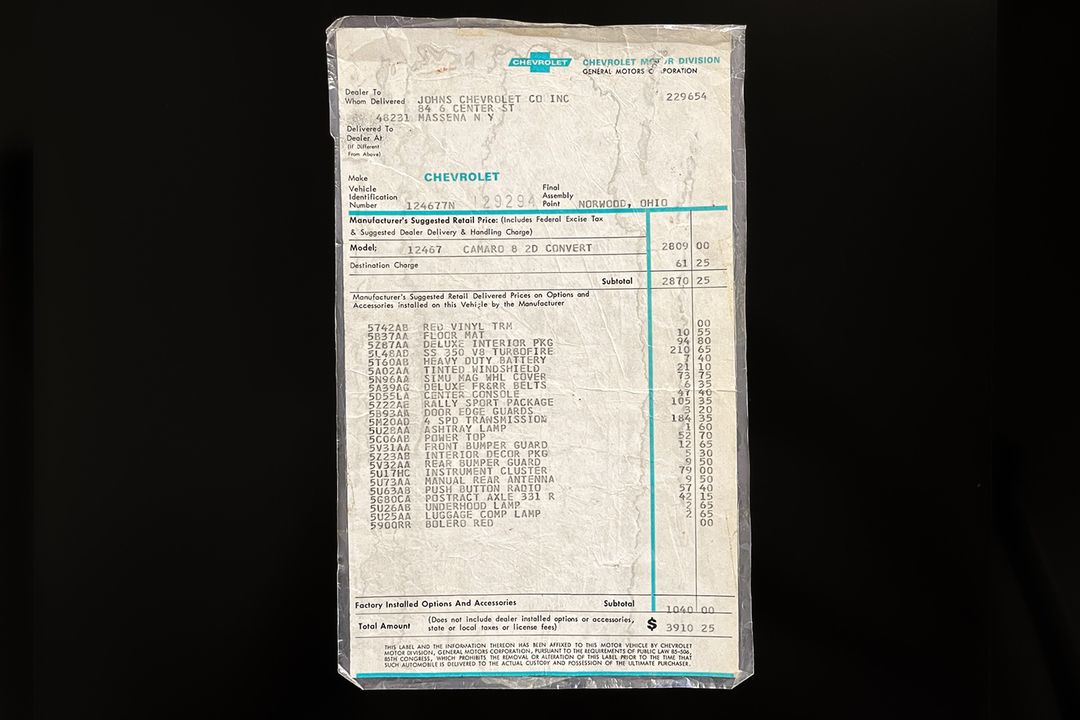 CHEVROLET
CHEVROLET MOTOR DIVISION
GENERAL MOTORS CORPORATION
Dealer To
Whom Delivered JOHNS CHEVROLET CO INC 229654
84 6 CENTER ST
48231 MASSENA N Y
Delivered To
Dealer At
(If Different
From Above)
Make CHEVROLET
Vehicle
Identification
Number 124677N 129294
Final
Assembly
Point NORWOOD, OHIO
Manufacturer's Suggested Retail Price: (Includes Federal Excise Tax
& Suggested Dealer Delivery & Handling Charge)
Model; 12467 CAMARO 8 2D CONVERT 2809 00
Destination Charge 61 25
Subtotal 2870 25
Manufacturer's Suggested Retail Delivered Prices on Options and
Accessories installed on this Vehicle by the Manufacturer
5742AB RED VINYL TRM 00
5B37AA FLOOR MAT 10 55
5Z87AA DELUXE INTERIOR PKG 94 80
5L48AD SS 350 V8 TURBOFIRE 210 65
5T60AB HEAVY DUTY BATTERY 7 40
5A02AA TINTED WINDSHIELD 21 10
5N96AA SIMU MAG WHL COVER 73 75
5A39AG DELUXE FR&RR BELTS 6 35
5D55LA CENTER CONSOLE 47 40
5Z22AE RALLY SPORT PACKAGE 105 35
5B93AA DOOR EDGE GUARDS 3 20
5M20AD 4 SPD TRANSMISSION 184 35
5U28AA ASHTRAY LAMP 1 60
5C06AB POWER TOP 52 70
5V31AA FRONT BUMPER GUARD 12 65
5Z23AB INTERIOR DECOR PKG 5 30
5V32AA REAR BUMPER GUARD 9 50
5U17HC INSTRUMENT CLUSTER 79 00
5U73AA MANUAL REAR ANTENNA 9 50
5U63AB PUSH BUTTON RADIO 57 40
5G80CA POSTRACT AXLE 331 R 42 15
5U26AB UNDERHOOD LAMP 2 65
5U25AA LUGGAGE COMP LAMP 2 65
5900RR BOLERO RED 00
Factory Installed Options And Accessories Subtotal 1040 00
Total Amount (Does not include dealer installed options or accessories,
state or local taxes or license fees) $ 3910 25
THIS LABEL AND THE INFORMATION THEREON HAS BEEN AFFIXED TO THIS MOTOR VEHICLE BY CHEVROLET
MOTOR DIVISION, GENERAL MOTORS CORPORATION, PURSUANT TO THE REQUIREMENTS OF PUBLIC LAW 85-506,
85TH CONGRESS, WHICH PROHIBITS THE REMOVAL OR ALTERATION OF THIS LABEL PRIOR TO THE TIME THAT
SUCH AUTOMOBILE IS DELIVERED TO THE ACTUAL CUSTODY AND POSSESSION OF THE ULTIMATE PURCHASER.